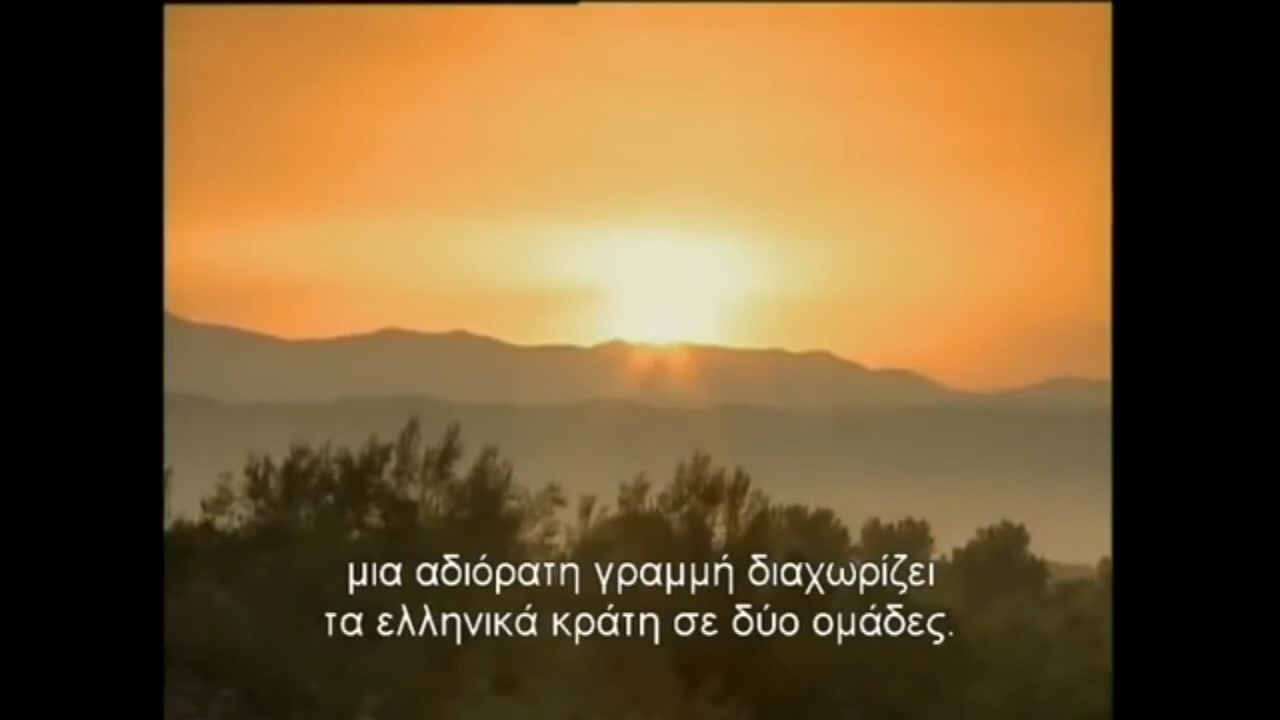 μια αδιόρατη γραμμή διαχωρίζει
τα ελληνικά κράτη σε δύο ομάδες.